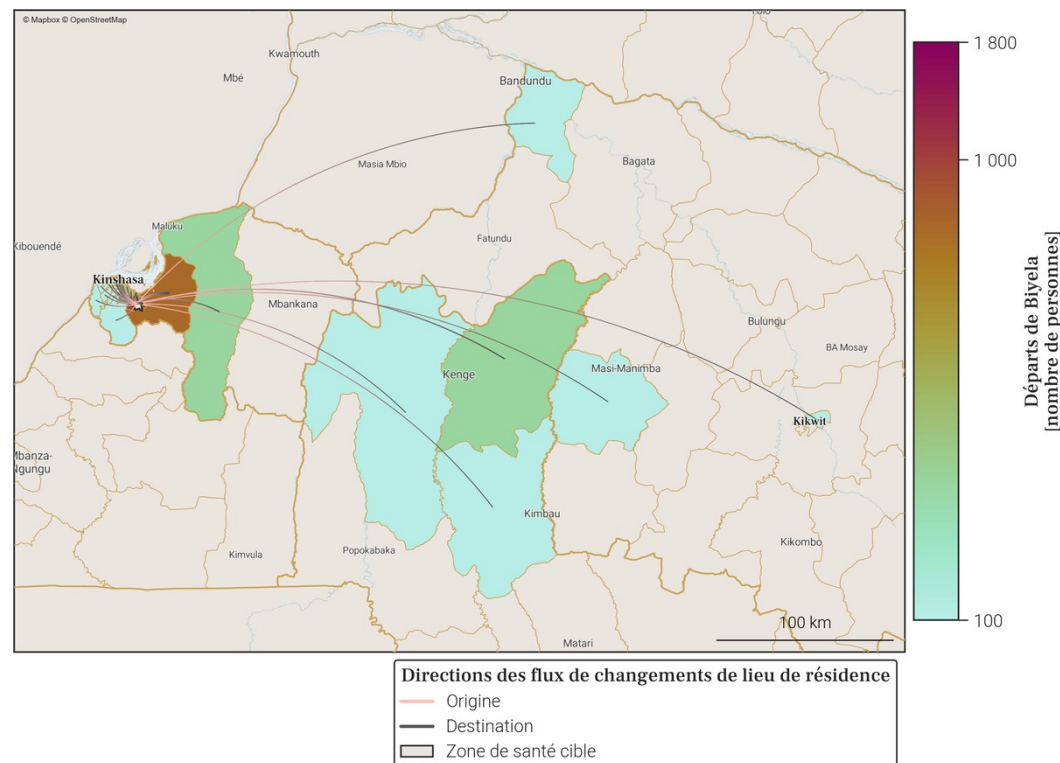 © Mapbox © OpenStreetMap
Kwamouth
Mbé
Bandundu
Masia Mbio
Bagata
Maluku
Fatundu
Kibouendé
Kinshasa
Mbankana
Bulungu
BA Mosay
Kenge
Masi-Manimba
Kikwit
Mbanza-
Ngungu
Kimbau
Kikombo
Kimvula
Popokabaka
Matari
100 km
1 800
1 000
100
Départs de Biyela
[nombre de personnes]
Directions des flux de changements de lieu de résidence
Origine
Destination
Zone de santé cible